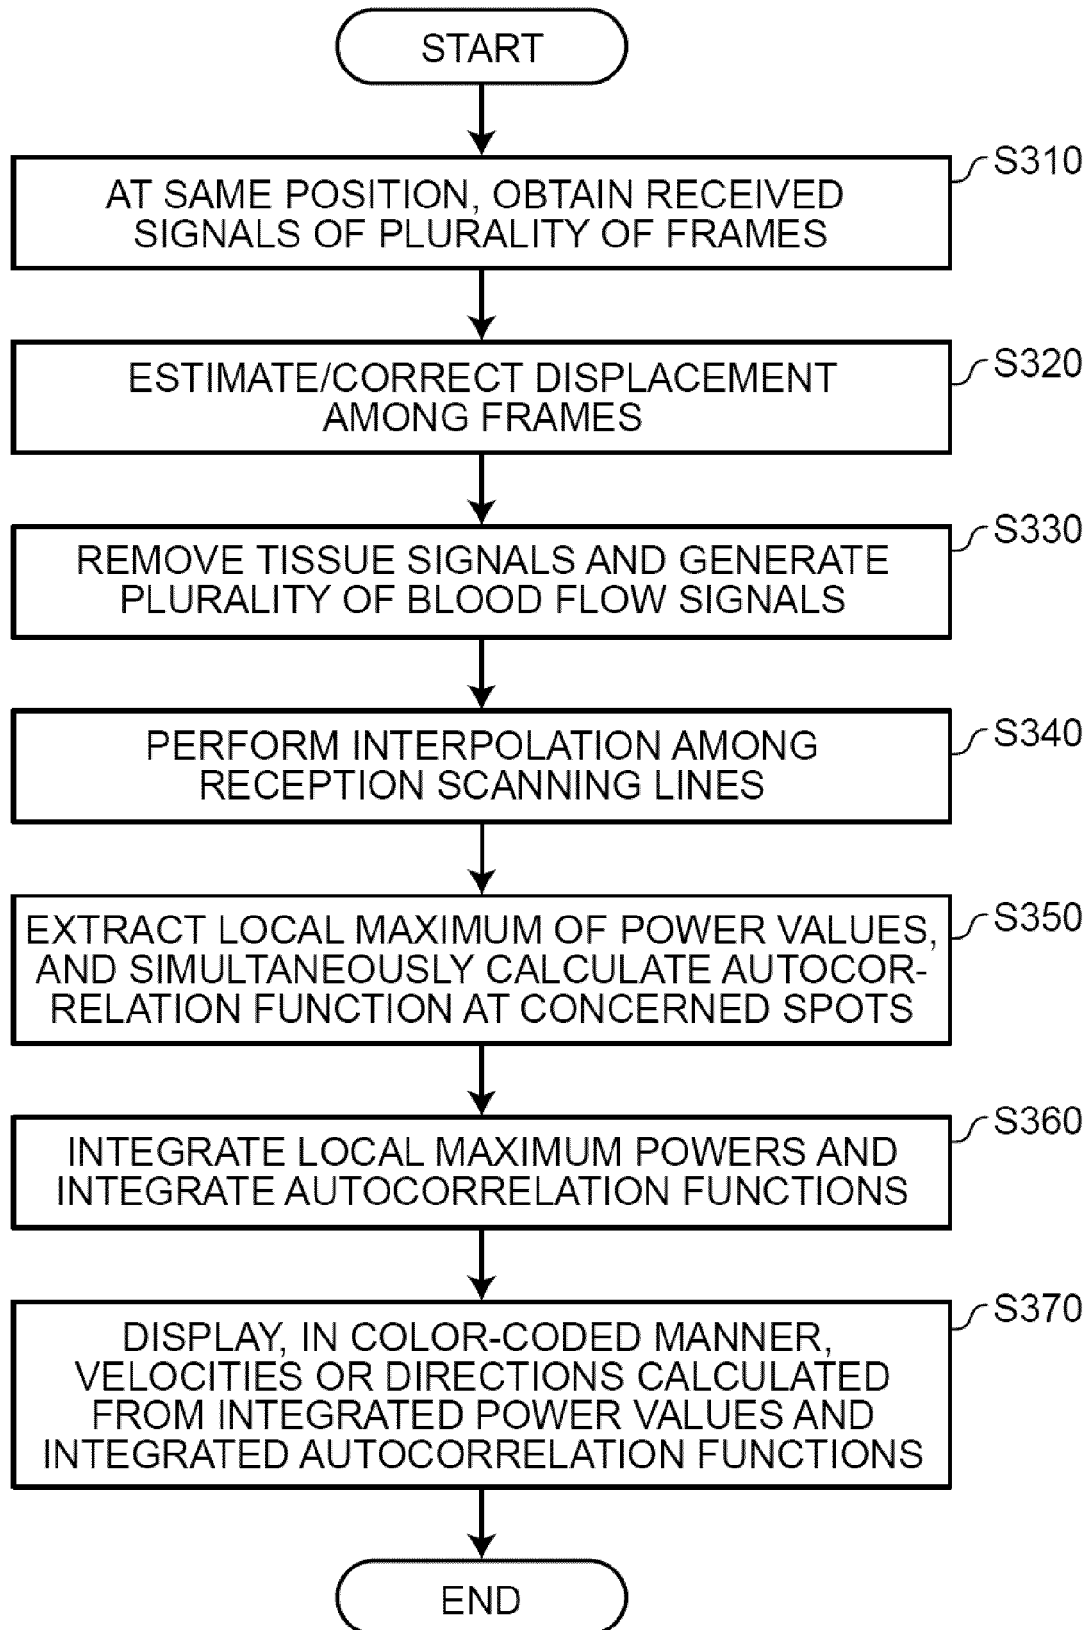 START
S310
AT SAME POSITION, OBTAIN RECEIVED
SIGNALS OF PLURALITY OF FRAMES
S320
ESTIMATE/CORRECT DISPLACEMENT
AMONG FRAMES
S330
REMOVE TISSUE SIGNALS AND GENERATE
PLURALITY OF BLOOD FLOW SIGNALS
S340
PERFORM INTERPOLATION AMONG
RECEPTION SCANNING LINES
S350
EXTRACT LOCAL MAXIMUM OF POWER VALUES,
AND SIMULTANEOUSLY CALCULATE AUTOCOR-
RELATION FUNCTION AT CONCERNED SPOTS
S360
INTEGRATE LOCAL MAXIMUM POWERS AND
INTEGRATE AUTOCORRELATION FUNCTIONS
S370
DISPLAY, IN COLOR-CODED MANNER,
VELOCITIES OR DIRECTIONS CALCULATED
FROM INTEGRATED POWER VALUES AND
INTEGRATED AUTOCORRELATION FUNCTIONS
END